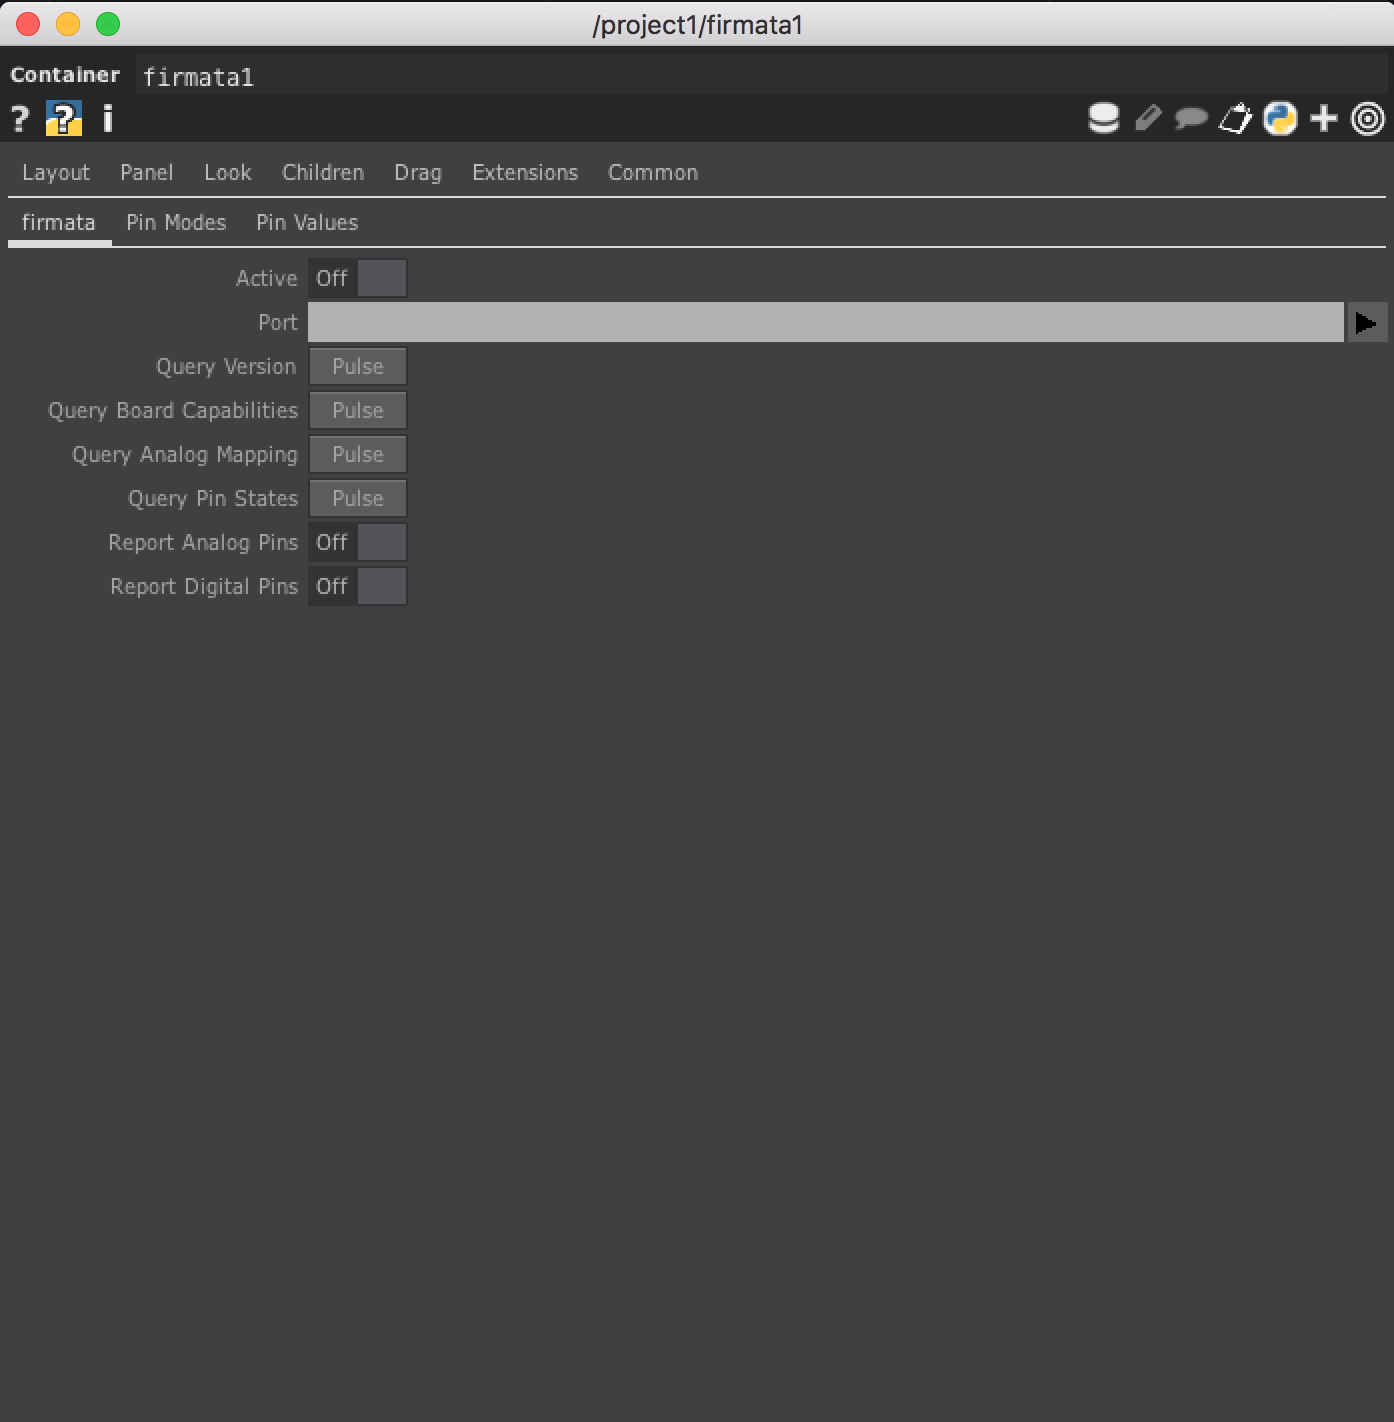 /project1/firmata1
Container firmata1
? ? i
Layout Panel Look Children Drag Extensions Common
firmata Pin Modes Pin Values
Active Off
Port
Query Version Pulse
Query Board Capabilities Pulse
Query Analog Mapping Pulse
Query Pin States Pulse
Report Analog Pins Off
Report Digital Pins Off